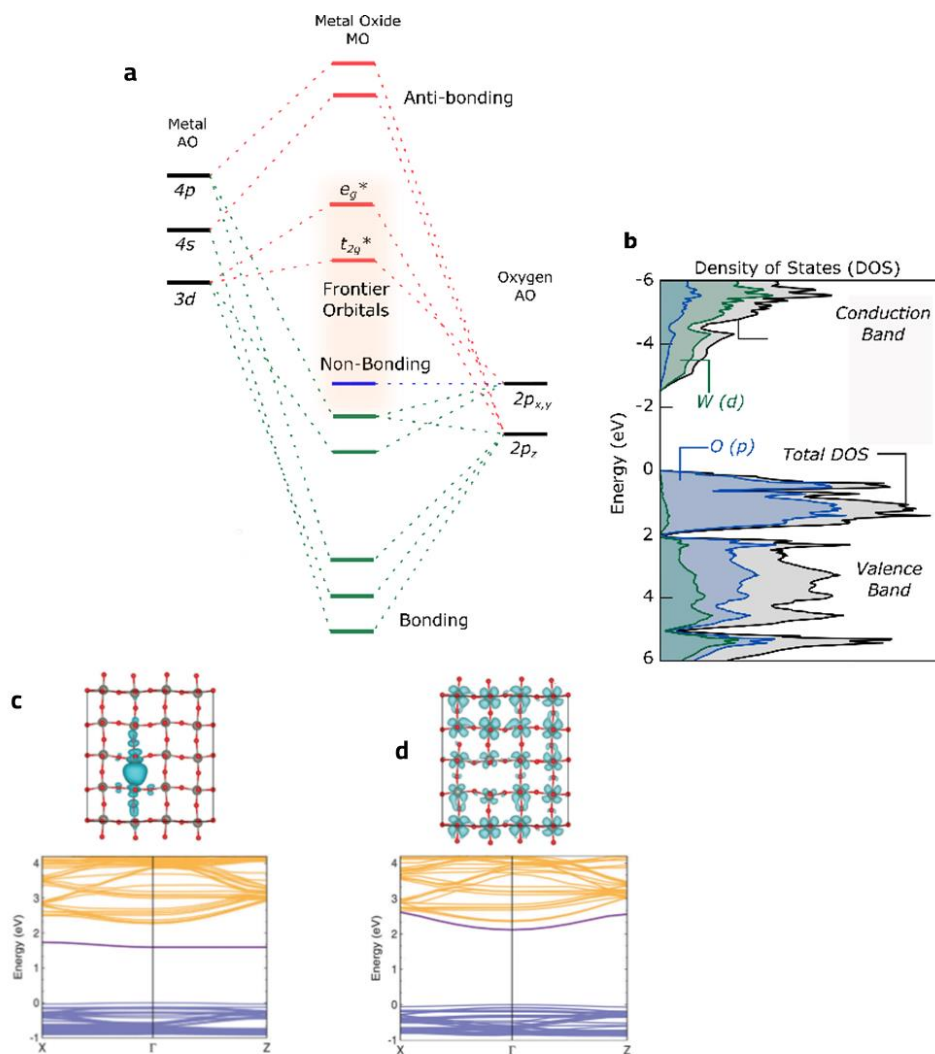 a
Metal Oxide
MO
Anti-bonding
Metal
AO
4p
4s
3d
e_g*
t_2g*
Frontier
Orbitals
Non-Bonding
Oxygen
AO
2p_x,y
2p_z
Bonding
b
Density of States (DOS)
-6
-4
-2
0
2
4
6
Energy (eV)
Conduction
Band
W (d)
O (p)
Total DOS
Valence
Band
c
Energy (eV)
4
3
2
1
0
-1
X
Γ
Z
d
Energy (eV)
4
3
2
1
0
-1
X
Γ
Z